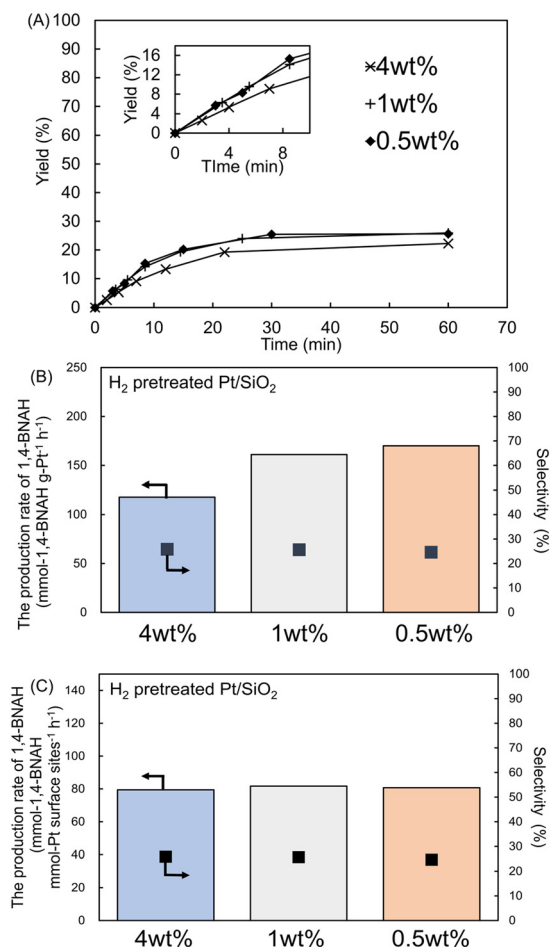 (A)
100
90
80
70
60
50
40
30
20
10
0
Yield (%)
0 10 20 30 40 50 60 70
Time (min)
16
12
8
4
0
Yield (%)
0 4 8
TIme (min)
4wt%
1wt%
0.5wt%
(B)
H₂ pretreated Pt/SiO₂
The production rate of 1,4-BNAH
(mmol-1,4-BNAH g-Pt⁻¹ h⁻¹)
250
200
150
100
50
0
100
90
80
70
60
50
40
30
20
10
0
Selectivity (%)
4wt% 1wt% 0.5wt%
(C)
H₂ pretreated Pt/SiO₂
The production rate of 1,4-BNAH
(mmol-1,4-BNAH
mmol-Pt surface sites⁻¹ h⁻¹)
140
120
100
80
60
40
20
0
100
90
80
70
60
50
40
30
20
10
0
Selectivity (%)
4wt% 1wt% 0.5wt%